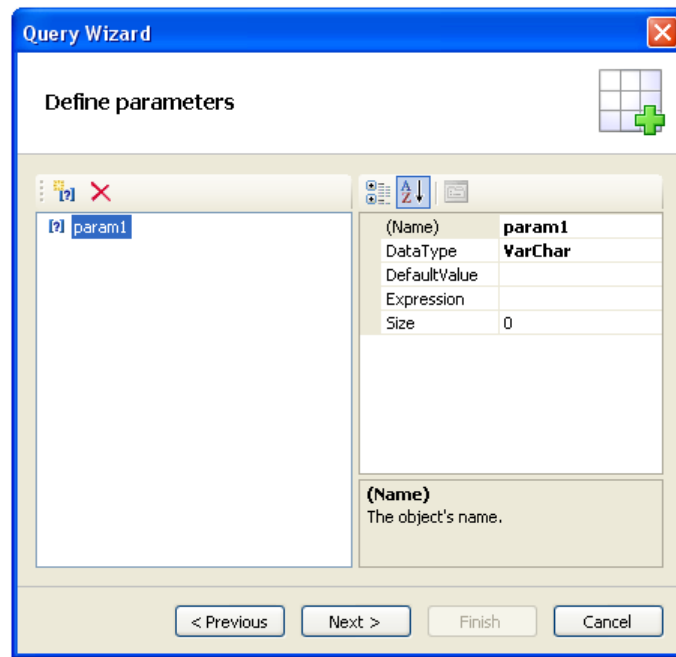 Query Wizard
Define parameters
[?] param1
(Name) param1
DataType VarChar
DefaultValue
Expression
Size 0
(Name)
The object's name.
< Previous Next > Finish Cancel